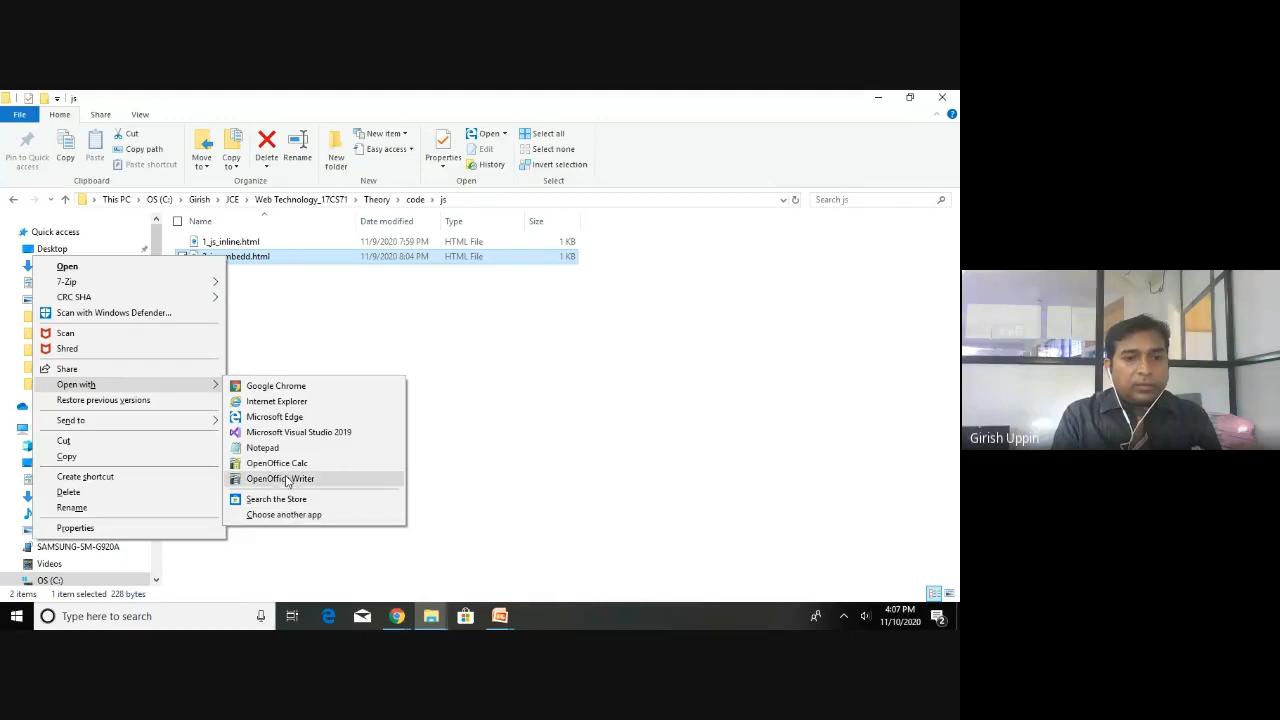 js
File Home Share View
Pin to Quick access
Copy
Paste
Cut
Copy path
Paste shortcut
Move to
Copy to
Delete
Rename
New folder
New item
Easy access
Properties
Open
Edit
History
Select all
Select none
Invert selection
Clipboard Organize New Open Select
This PC OS (C:) Girish JCE Web Technology_17CS71 Theory code js
Search js
Name Date modified Type Size
1_js_inline.html 11/9/2020 7:59 PM HTML File 1 KB
mbedd.html 11/9/2020 8:04 PM HTML File 1 KB
Quick access
Desktop
Open
7-Zip
CRC SHA
Scan with Windows Defender...
Scan
Shred
Share
Open with
Restore previous versions
Send to
Cut
Copy
Create shortcut
Delete
Rename
Properties
Google Chrome
Internet Explorer
Microsoft Edge
Microsoft Visual Studio 2019
Notepad
OpenOffice Calc
OpenOffice Writer
Search the Store
Choose another app
SAMSUNG-SM-G920A
Videos
OS (C:)
2 items 1 item selected 228 bytes
Type here to search
4:07 PM
11/10/2020
2
Girish Uppin